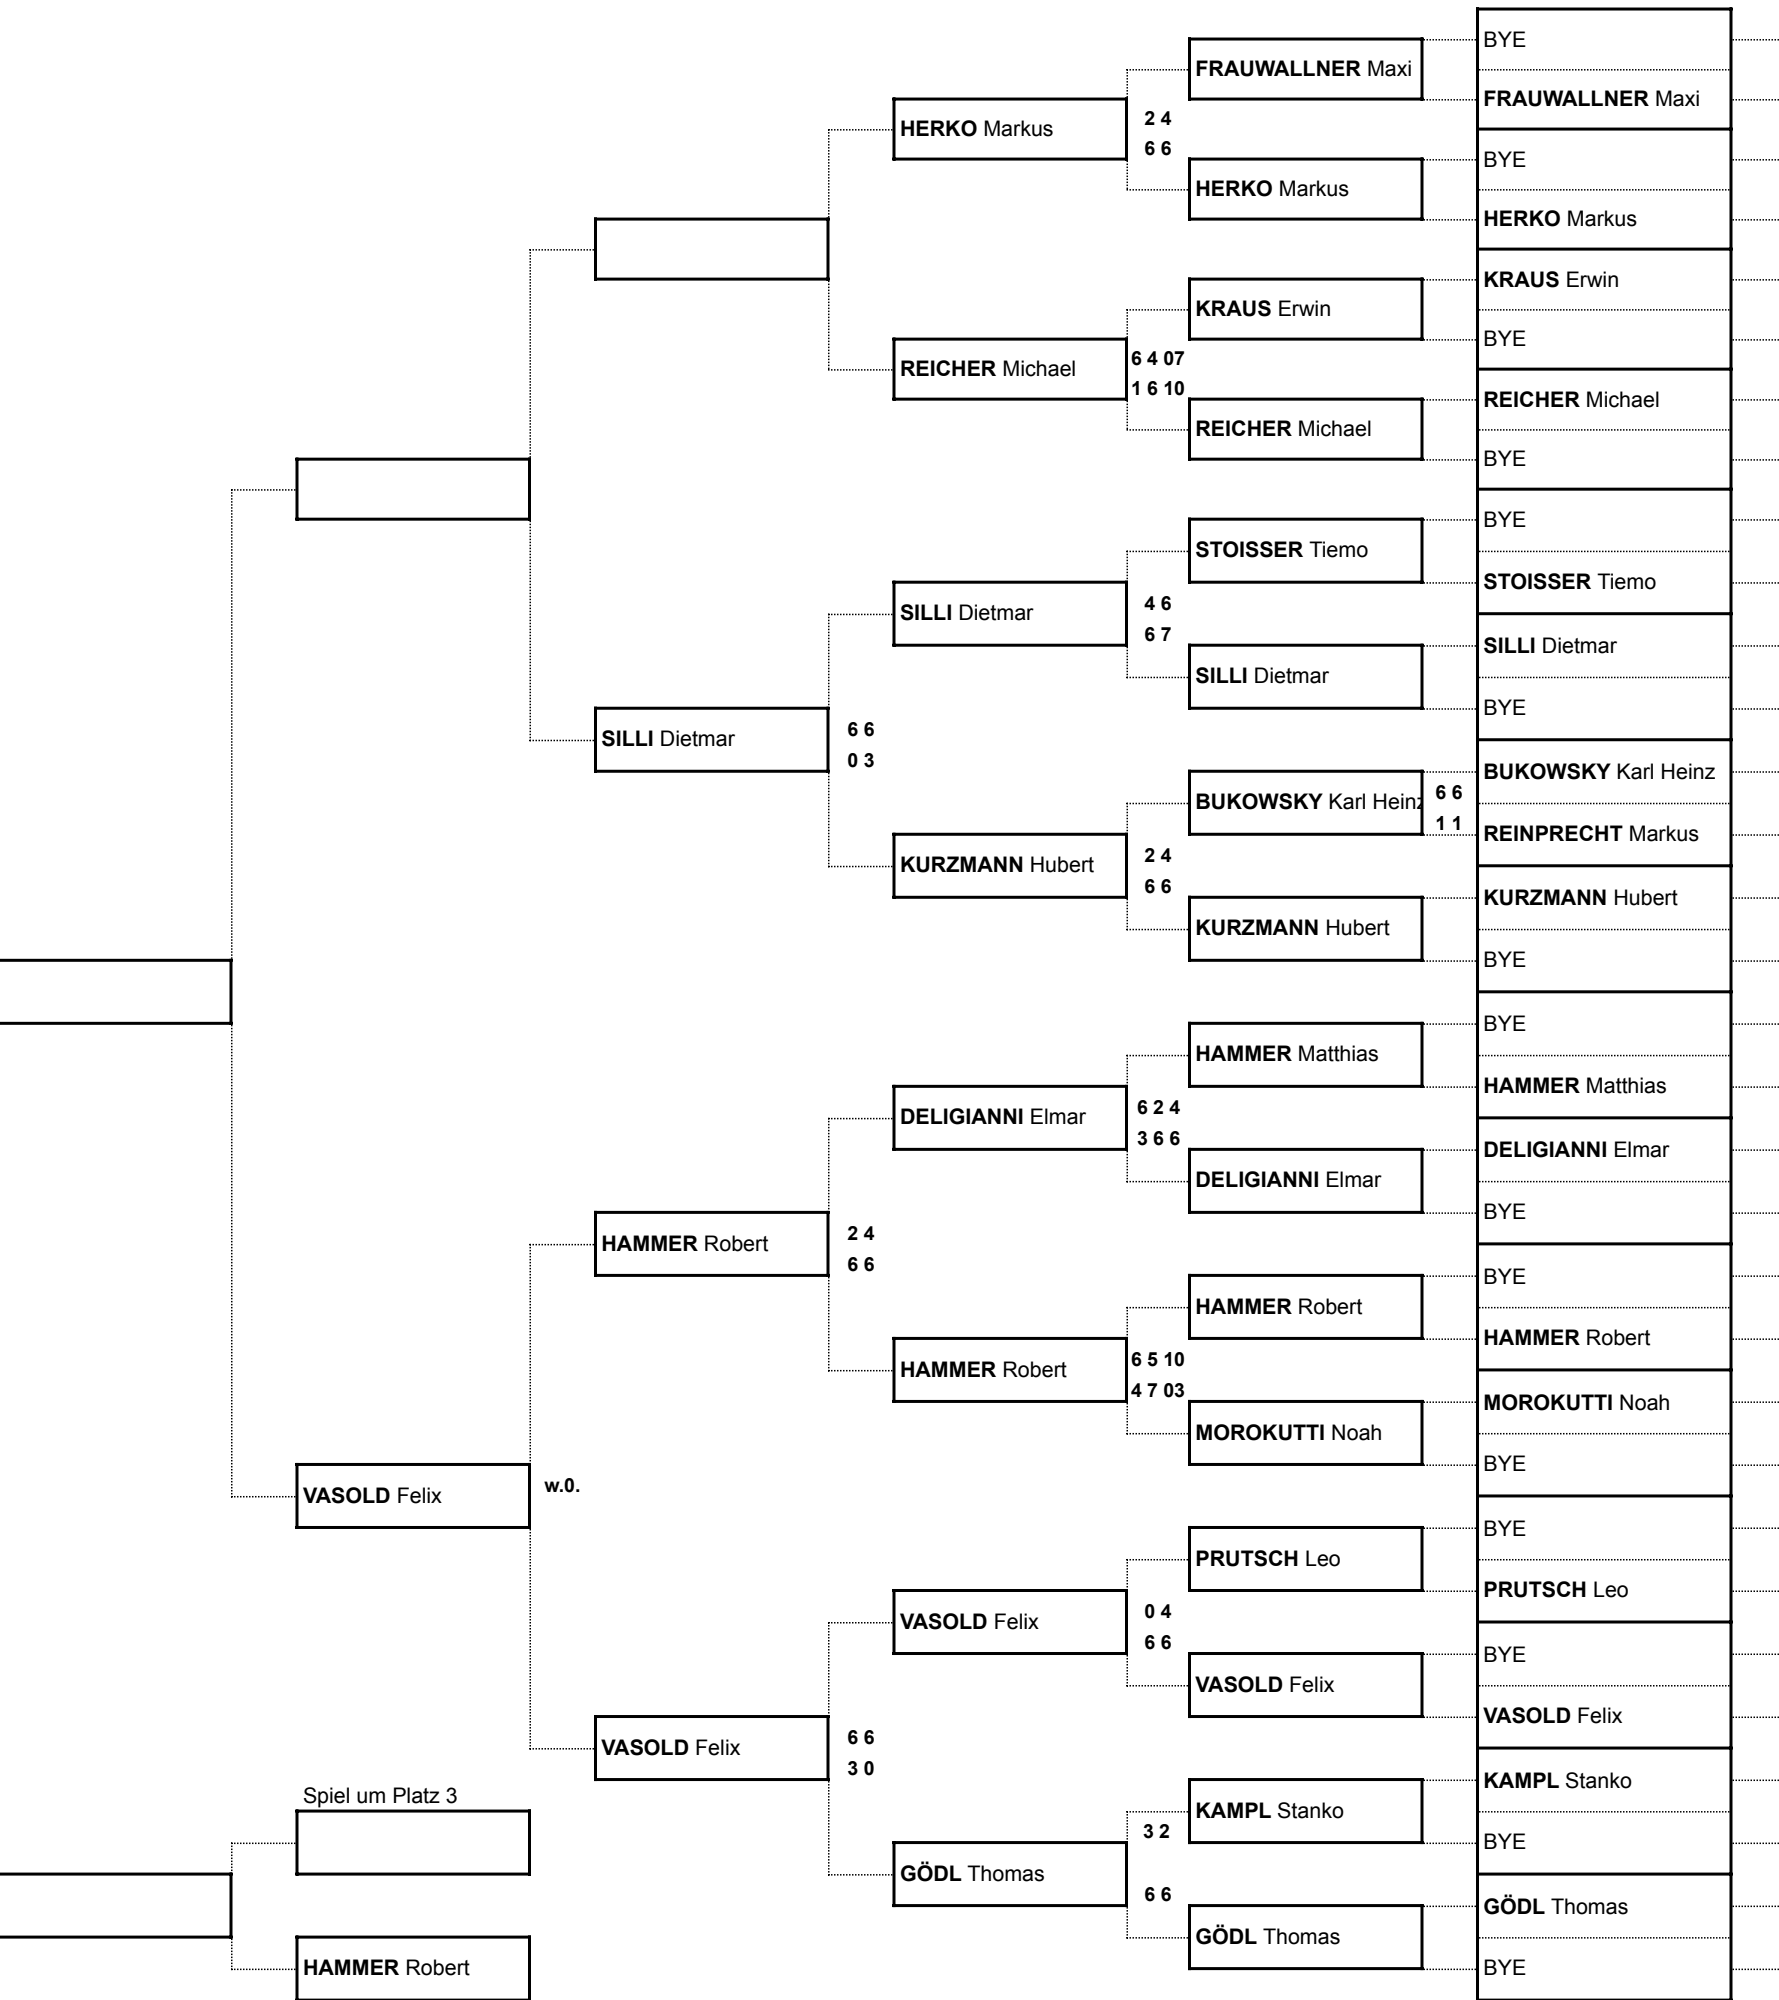 BYE
FRAUWALLNER Maxi
FRAUWALLNER Maxi
HERKO Markus
2 4
6 6
BYE
HERKO Markus
HERKO Markus
KRAUS Erwin
KRAUS Erwin
BYE
REICHER Michael
6 4 07
1 6 10
REICHER Michael
REICHER Michael
BYE
BYE
STOISSER Tiemo
STOISSER Tiemo
SILLI Dietmar
4 6
6 7
SILLI Dietmar
SILLI Dietmar
BYE
SILLI Dietmar
6 6
0 3
BUKOWSKY Karl Heinz
BUKOWSKY Karl Heinz
6 6
1 1
REINPRECHT Markus
KURZMANN Hubert
2 4
6 6
KURZMANN Hubert
KURZMANN Hubert
BYE
BYE
HAMMER Matthias
HAMMER Matthias
DELIGIANNI Elmar
6 2 4
3 6 6
DELIGIANNI Elmar
DELIGIANNI Elmar
BYE
HAMMER Robert
2 4
6 6
BYE
HAMMER Robert
HAMMER Robert
HAMMER Robert
6 5 10
4 7 03
MOROKUTTI Noah
MOROKUTTI Noah
BYE
VASOLD Felix
w.0.
BYE
PRUTSCH Leo
PRUTSCH Leo
VASOLD Felix
0 4
6 6
BYE
VASOLD Felix
VASOLD Felix
VASOLD Felix
6 6
3 0
KAMPL Stanko
KAMPL Stanko
3 2
BYE
Spiel um Platz 3
GÖDL Thomas
6 6
GÖDL Thomas
GÖDL Thomas
HAMMER Robert
BYE